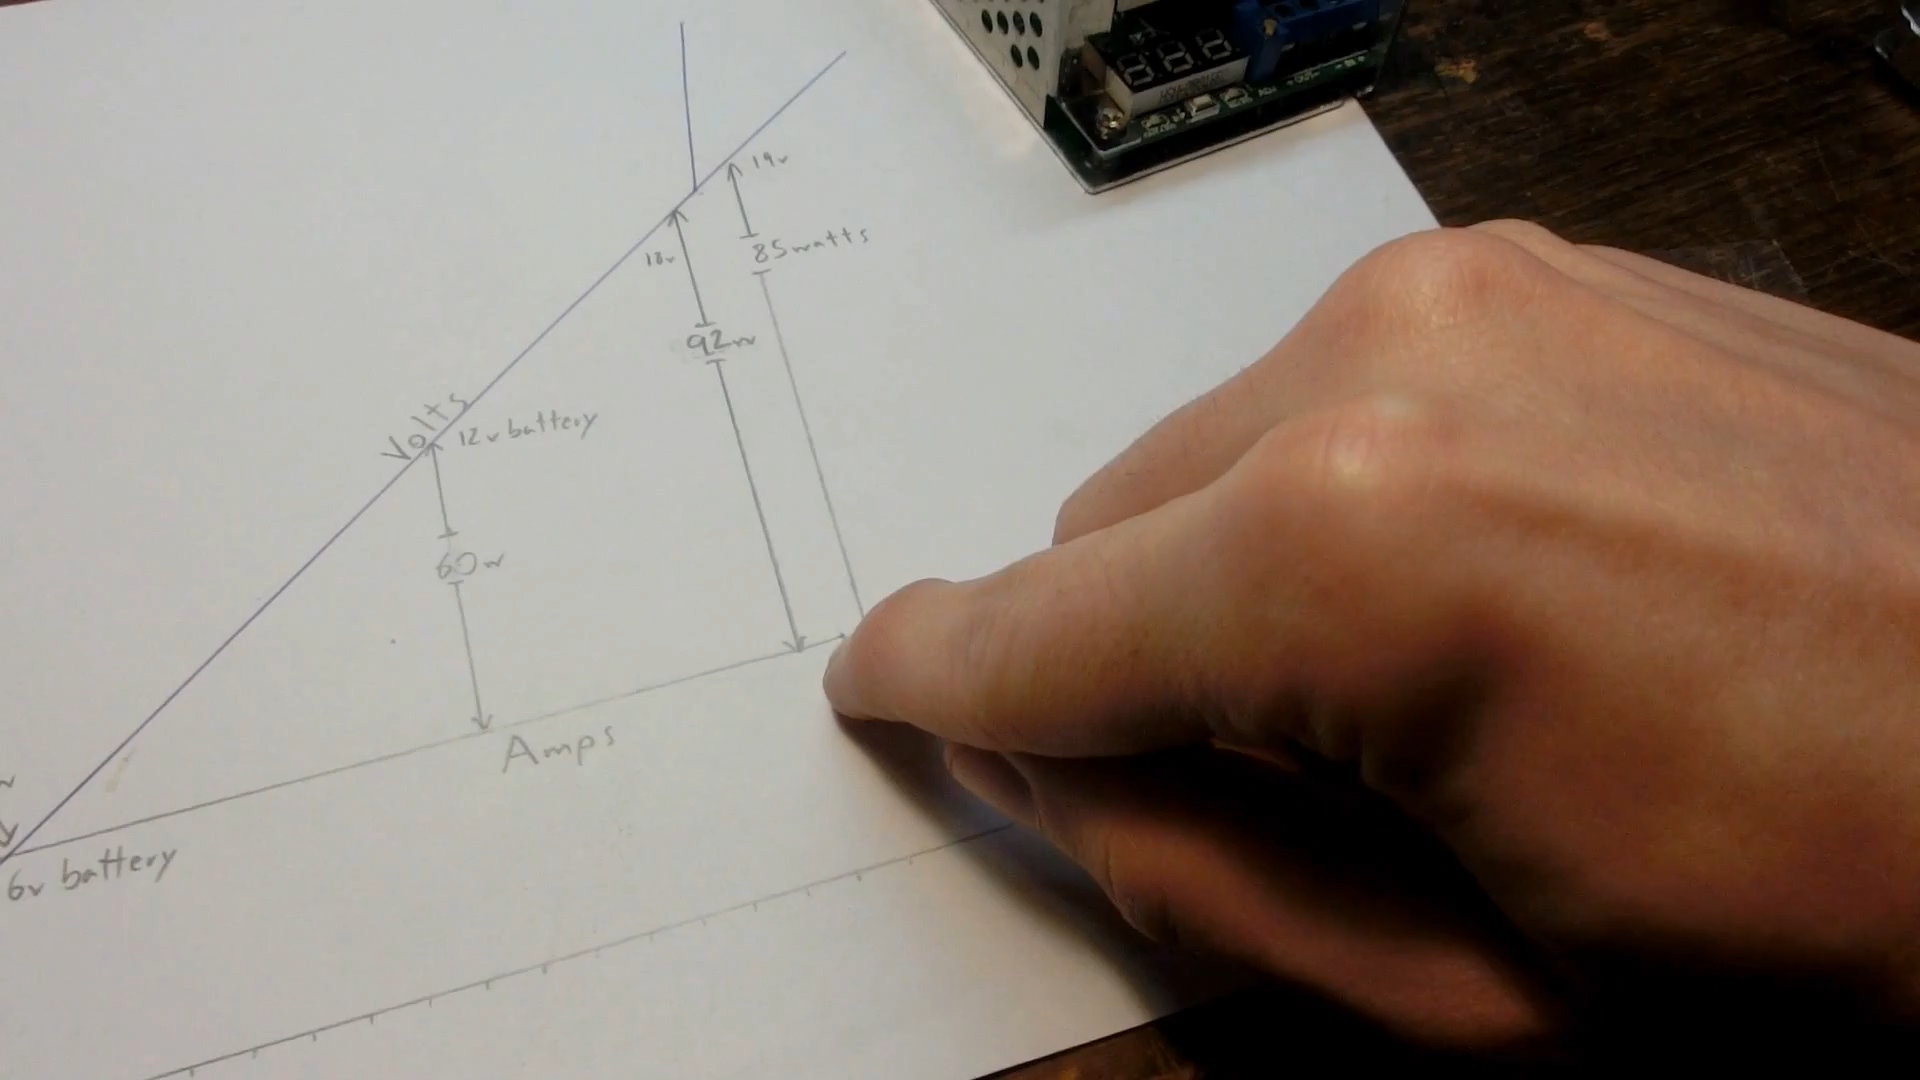 19v
85watts
18v
92w
Volts
12v battery
60w
Amps
6v battery